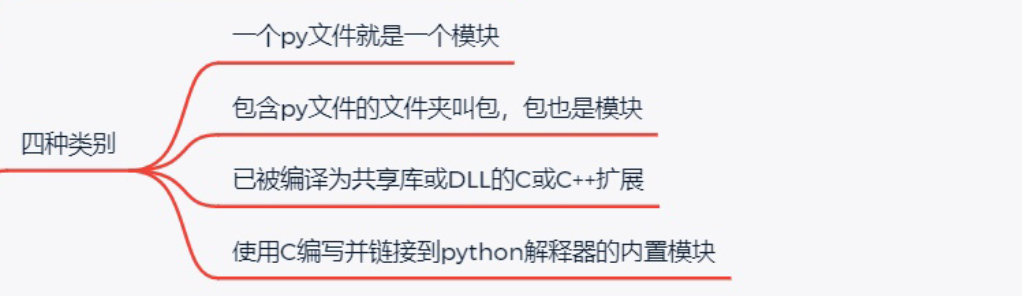 一个py文件就是一个模块
包含py文件的文件夹叫包，包也是模块
四种类别
已被编译为共享库或DLL的C或C++扩展
使用C编写并链接到python解释器的内置模块